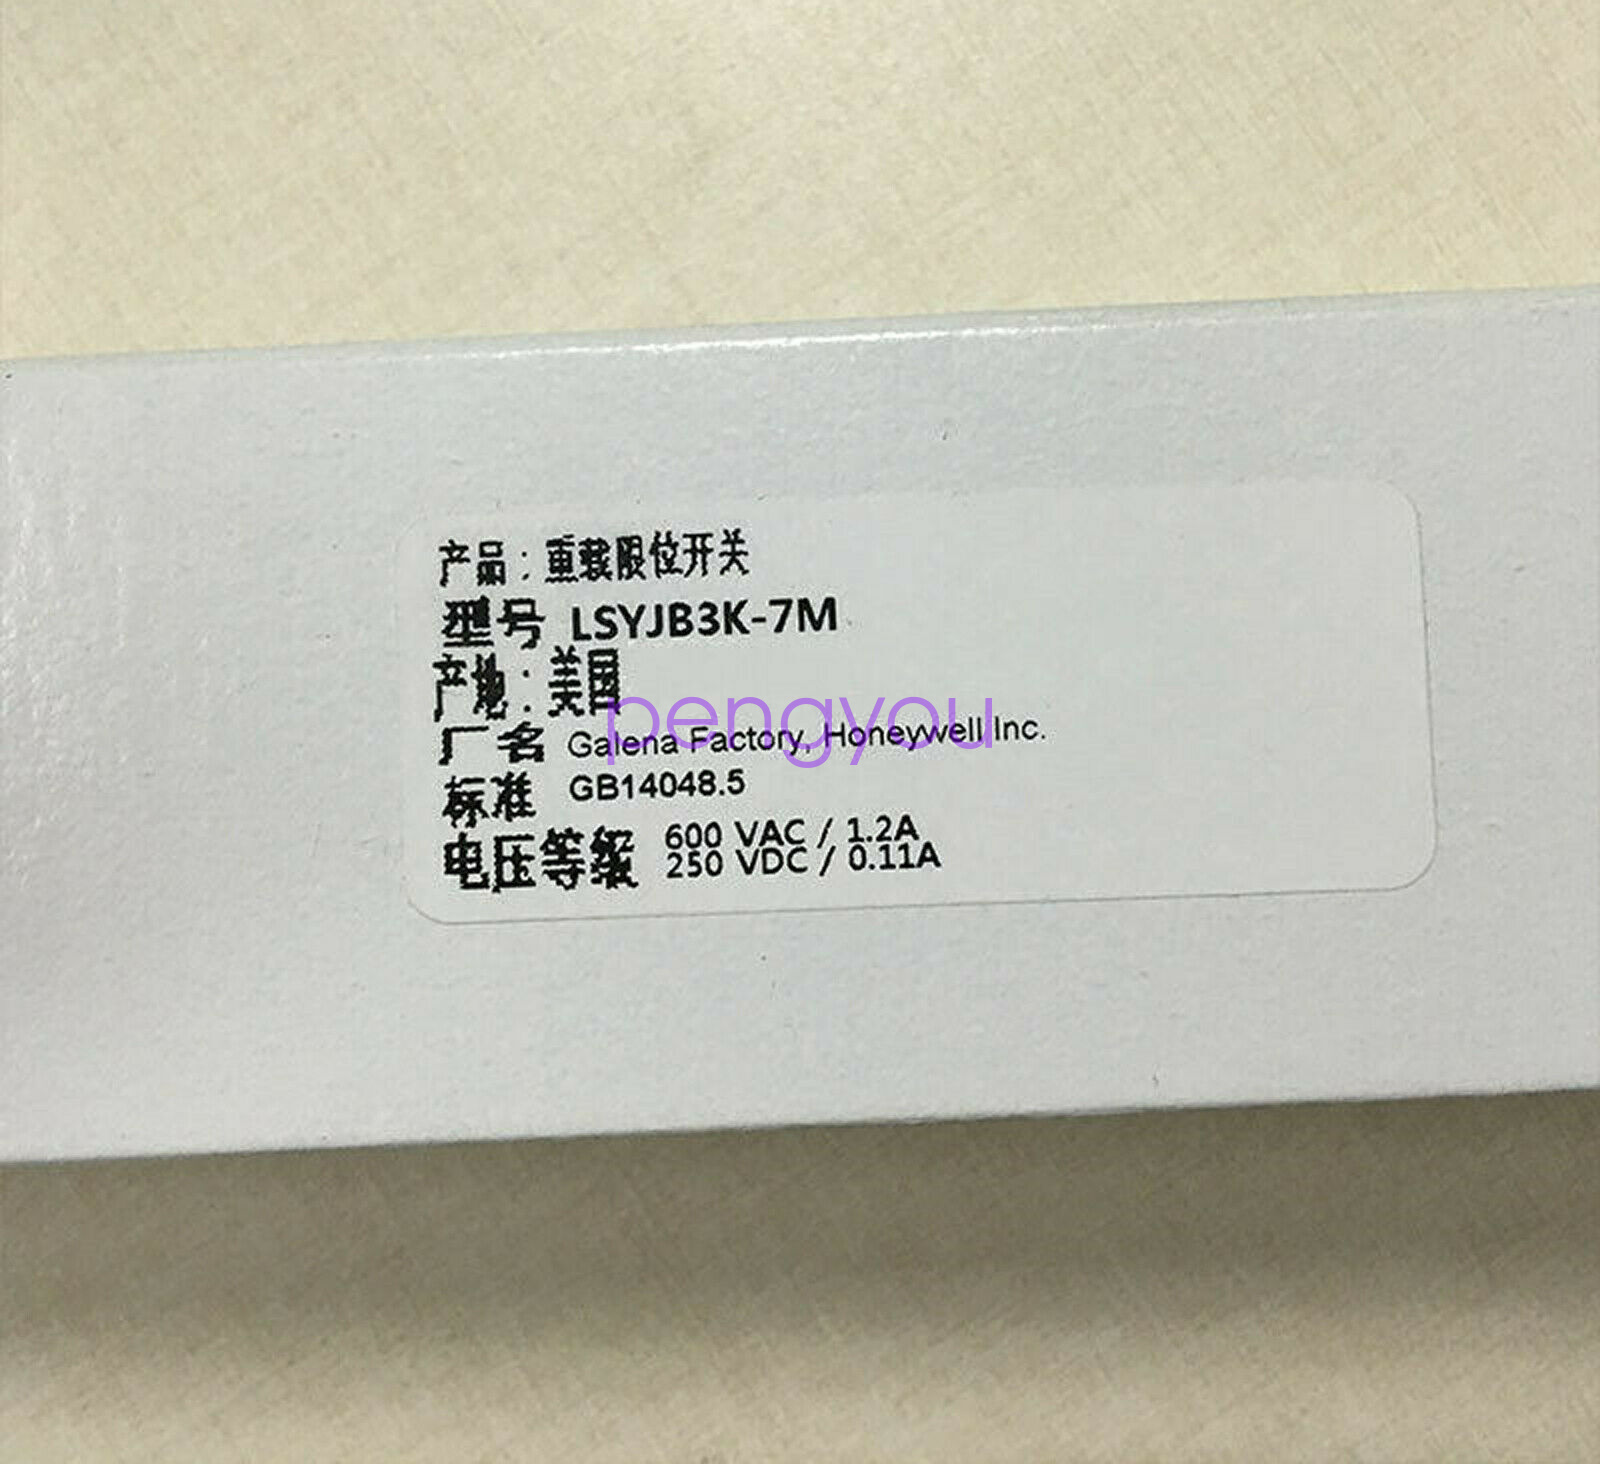 产品：重载限位开关
型号 LSYJB3K-7M
产地：美国
pengyou
厂名 Galena Factory, Honeywell Inc.
标准 GB14048.5
电压等级 600 VAC / 1.2A
250 VDC / 0.11A